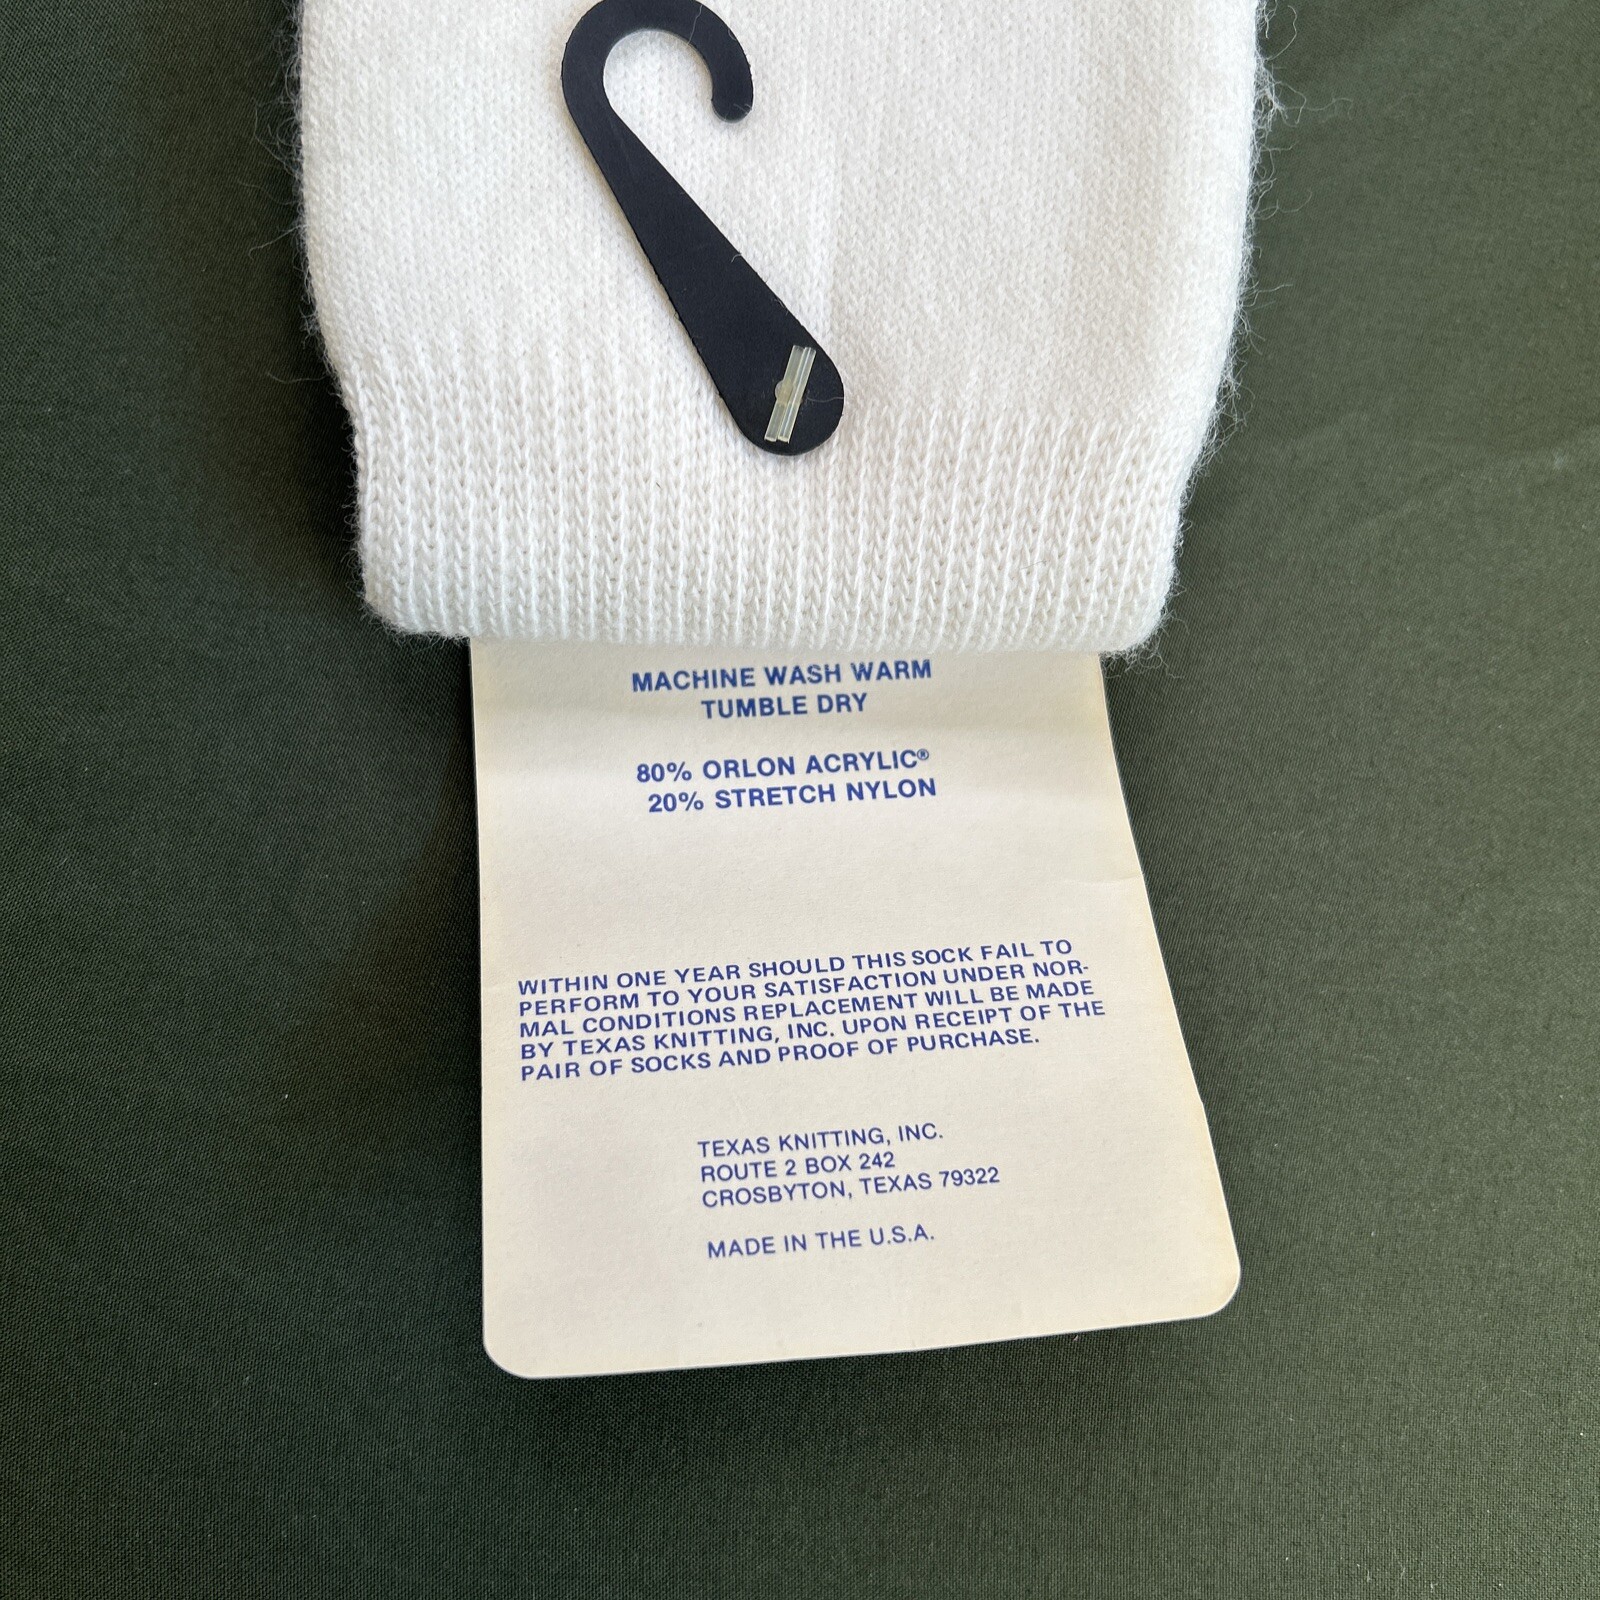 MACHINE WASH WARM
TUMBLE DRY
80% ORLON ACRYLIC®
20% STRETCH NYLON
WITHIN ONE YEAR SHOULD THIS SOCK FAIL TO
PERFORM TO YOUR SATISFACTION UNDER NOR-
MAL CONDITIONS REPLACEMENT WILL BE MADE
BY TEXAS KNITTING, INC. UPON RECEIPT OF THE
PAIR OF SOCKS AND PROOF OF PURCHASE.
TEXAS KNITTING, INC.
ROUTE 2 BOX 242
CROSBYTON, TEXAS 79322
MADE IN THE U.S.A.